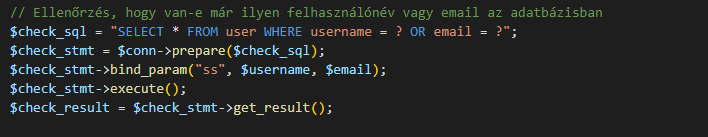 // Ellenőrzés, hogy van-e már ilyen felhasználónév vagy email az adatbázisban
$check_sql = "SELECT * FROM user WHERE username = ? OR email = ?";
$check_stmt = $conn->prepare($check_sql);
$check_stmt->bind_param("ss", $username, $email);
$check_stmt->execute();
$check_result = $check_stmt->get_result();